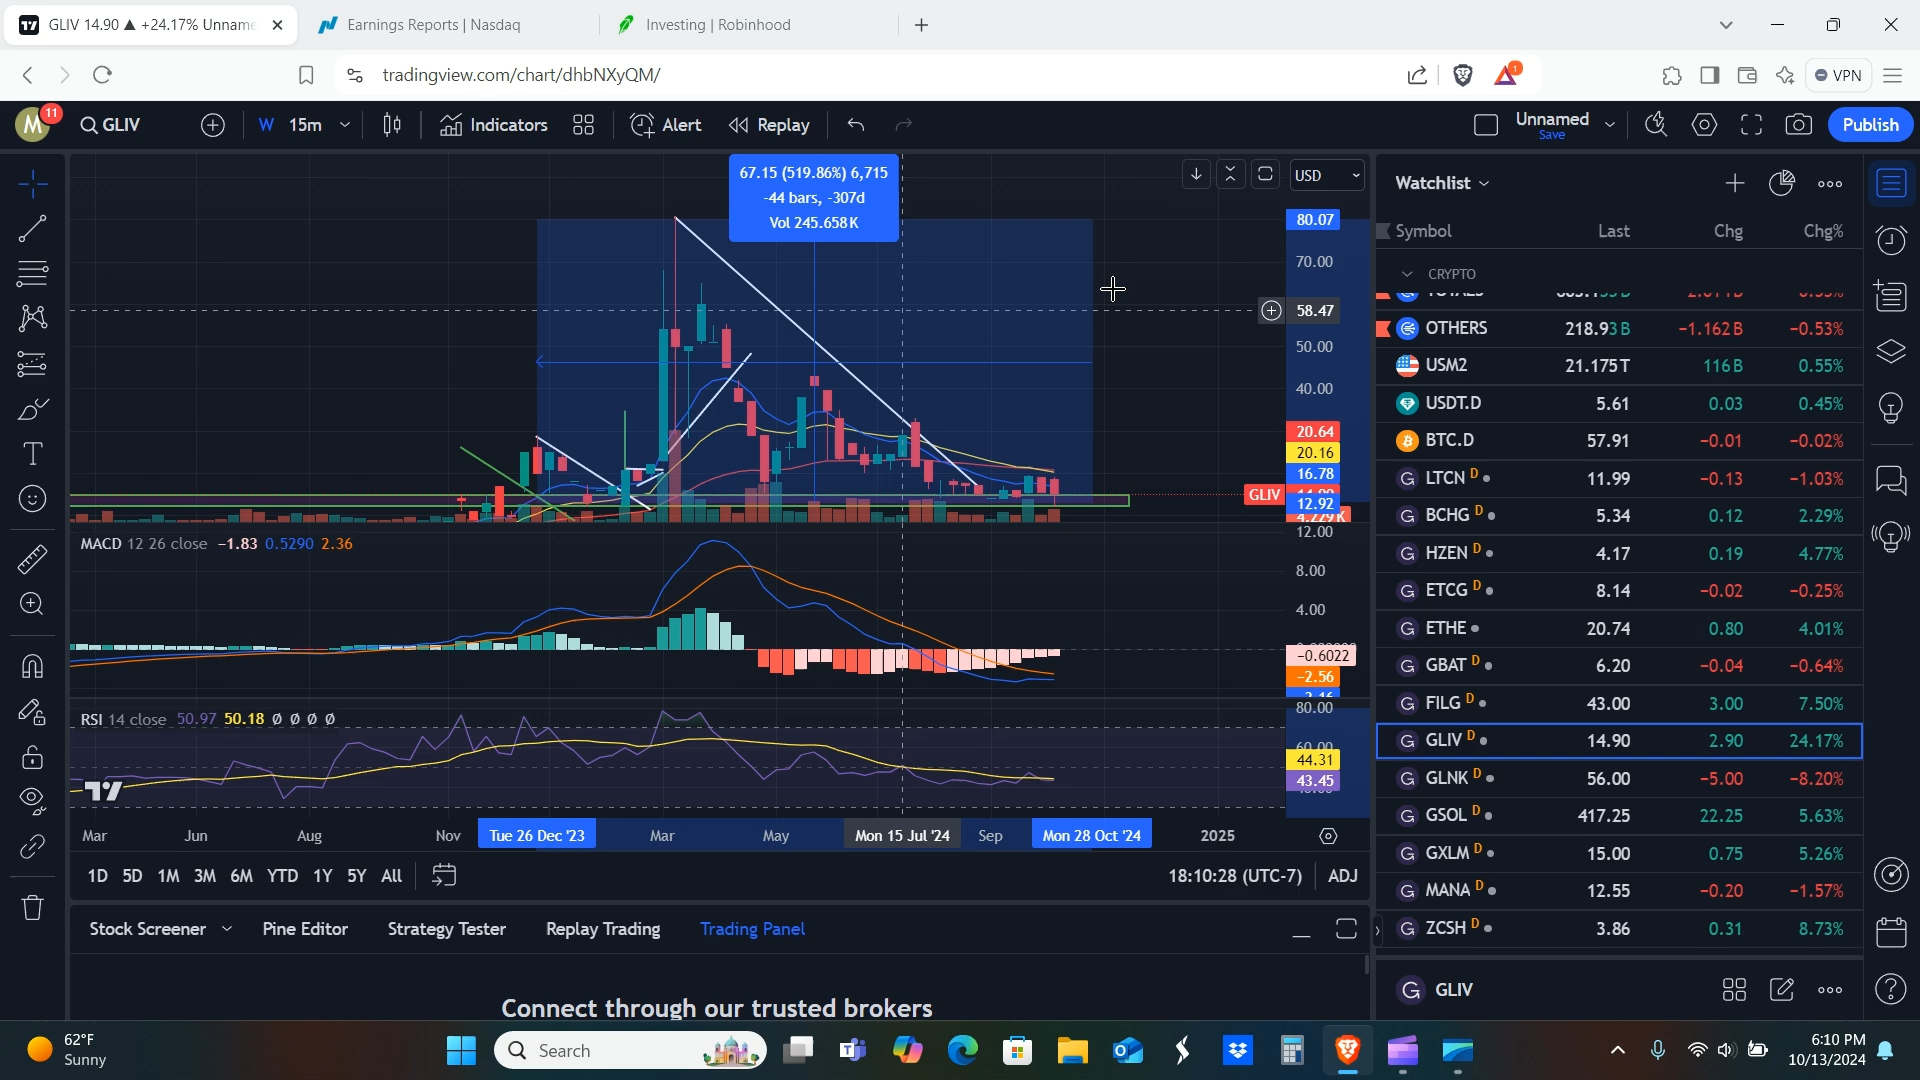 GLIV 14.90 ▲ +24.17% Unname
Earnings Reports | Nasdaq
Investing | Robinhood
tradingview.com/chart/dhbNXyQM/
1
VPN
M
11
GLIV
W
15m
Indicators
Alert
Replay
Unnamed
Save
Publish
67.15 (519.86%) 6,715
-44 bars, -307d
Vol 245.658K
USD
80.07
70.00
58.47
50.00
40.00
20.64
20.16
16.78
GLIV
12.92
4.229K
MACD 12 26 close -1.83 0.5290 2.36
12.00
8.00
4.00
-0.6022
-2.56
RSI 14 close 50.97 50.18 Ø Ø Ø Ø
80.00
60.00
44.31
43.45
Mar
Jun
Aug
Nov
Tue 26 Dec '23
Mar
May
Mon 15 Jul '24
Sep
Mon 28 Oct '24
2025
1D 5D 1M 3M 6M YTD 1Y 5Y All
18:10:28 (UTC-7)
ADJ
Stock Screener
Pine Editor
Strategy Tester
Replay Trading
Trading Panel
Connect through our trusted brokers
Watchlist
Symbol Last Chg Chg%
CRYPTO
OTHERS 218.93B -1.162B -0.53%
USM2 21.175T 116B 0.55%
USDT.D 5.61 0.03 0.45%
BTC.D 57.91 -0.01 -0.02%
LTCN D 11.99 -0.13 -1.03%
BCHG D 5.34 0.12 2.29%
HZEN D 4.17 0.19 4.77%
ETCG D 8.14 -0.02 -0.25%
ETHE 20.74 0.80 4.01%
GBAT D 6.20 -0.04 -0.64%
FILG D 43.00 3.00 7.50%
GLIV D 14.90 2.90 24.17%
GLNK D 56.00 -5.00 -8.20%
GSOL D 417.25 22.25 5.63%
GXLM D 15.00 0.75 5.26%
MANA D 12.55 -0.20 -1.57%
ZCSH D 3.86 0.31 8.73%
G GLIV
62°F
Sunny
Search
6:10 PM
10/13/2024